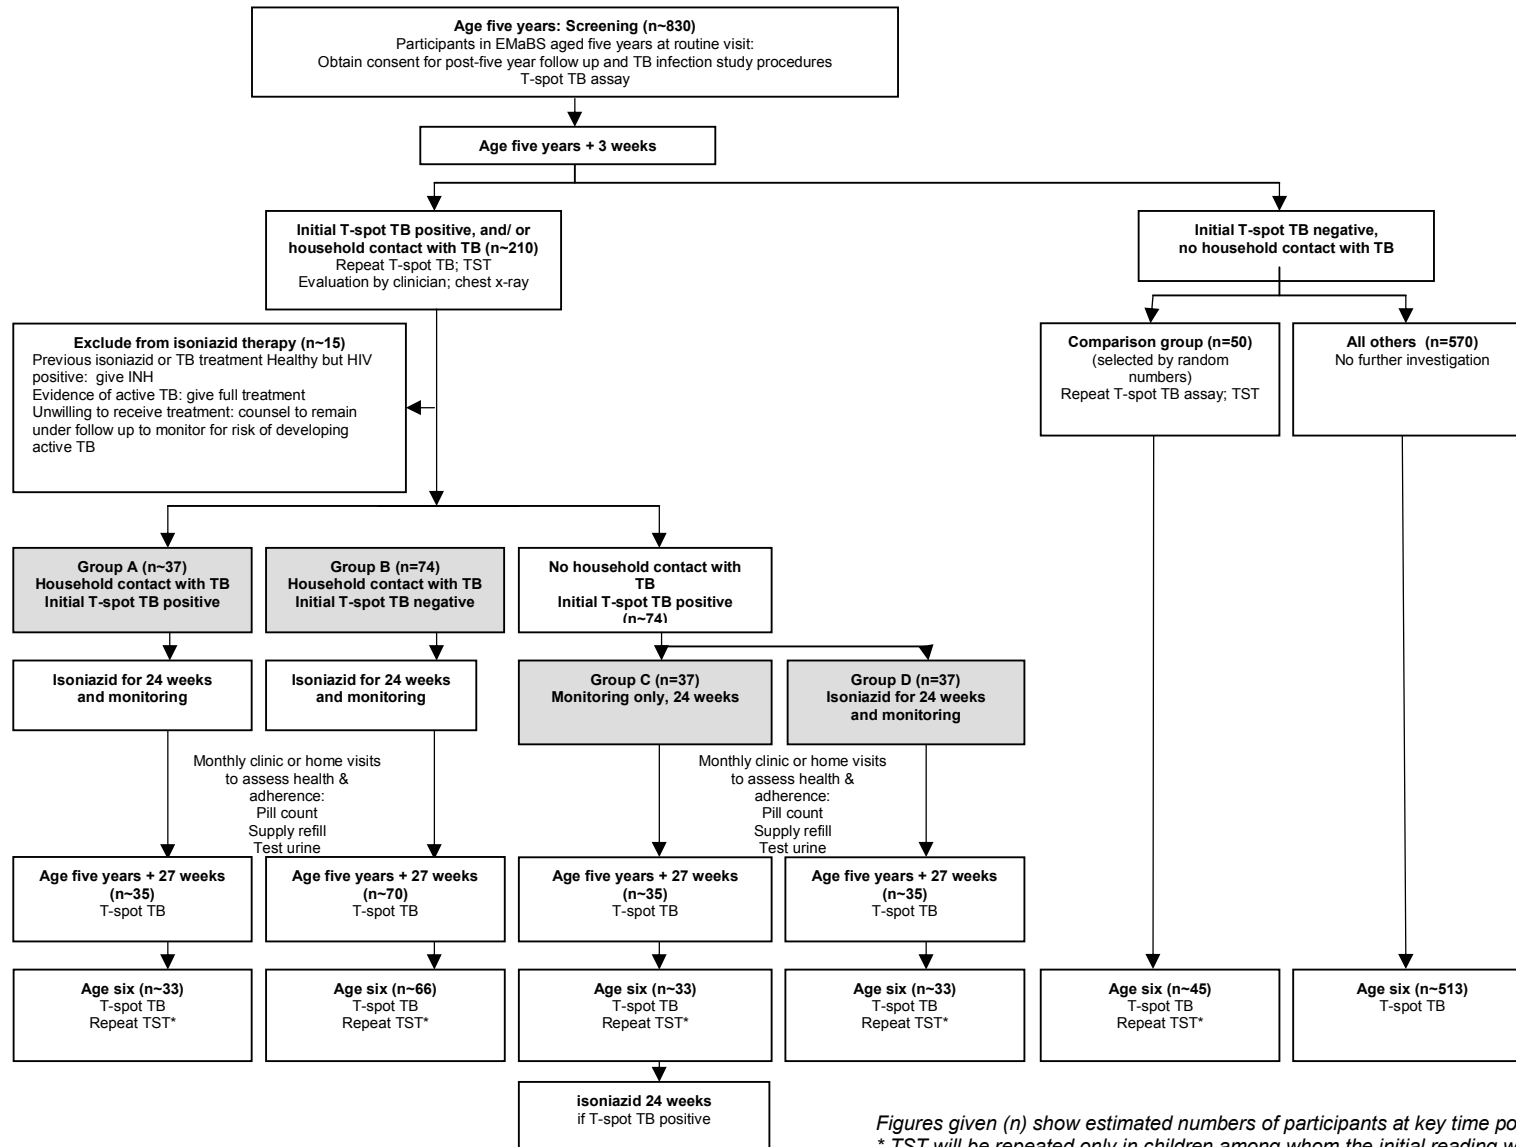 Age five years: Screening (n~830)
Participants in EMaBS aged five years at routine visit:
Obtain consent for post-five year follow up and TB infection study procedures
T-spot TB assay
Age five years + 3 weeks
Initial T-spot TB positive, and/ or
household contact with TB (n~210)
Repeat T-spot TB; TST
Evaluation by clinician; chest x-ray
Initial T-spot TB negative,
no household contact with TB
Exclude from isoniazid therapy (n~15)
Previous isoniazid or TB treatment Healthy but HIV
positive:  give INH
Evidence of active TB: give full treatment
Unwilling to receive treatment: counsel to remain
under follow up to monitor for risk of developing
active TB
Comparison group (n=50)
(selected by random
numbers)
Repeat T-spot TB assay; TST
All others  (n=570)
No further investigation
Group A (n~37)
Household contact with TB
Initial T-spot TB positive
Group B (n=74)
Household contact with TB
Initial T-spot TB negative
No household contact with
TB
Initial T-spot TB positive
(n~74)
Isoniazid for 24 weeks
and monitoring
Isoniazid for 24 weeks
and monitoring
Group C (n=37)
Monitoring only, 24 weeks
Group D (n=37)
Isoniazid for 24 weeks
and monitoring
Monthly clinic or home visits
to assess health &
adherence:
Pill count
Supply refill
Test urine
Monthly clinic or home visits
to assess health &
adherence:
Pill count
Supply refill
Test urine
Age five years + 27 weeks
(n~35)
T-spot TB
Age five years + 27 weeks
(n~70)
T-spot TB
Age five years + 27 weeks
(n~35)
T-spot TB
Age five years + 27 weeks
(n~35)
T-spot TB
Age six (n~33)
T-spot TB
Repeat TST*
Age six (n~66)
T-spot TB
Repeat TST*
Age six (n~33)
T-spot TB
Repeat TST*
Age six (n~33)
T-spot TB
Repeat TST*
Age six (n~45)
T-spot TB
Repeat TST*
Age six (n~513)
T-spot TB
isoniazid 24 weeks
if T-spot TB positive
Figures given (n) show estimated numbers of participants at key time
* TST will be repeated only in children among whom the initial reading